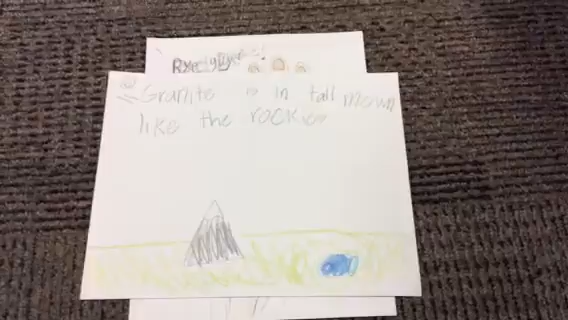 Granite is in tall moun
like the rockies